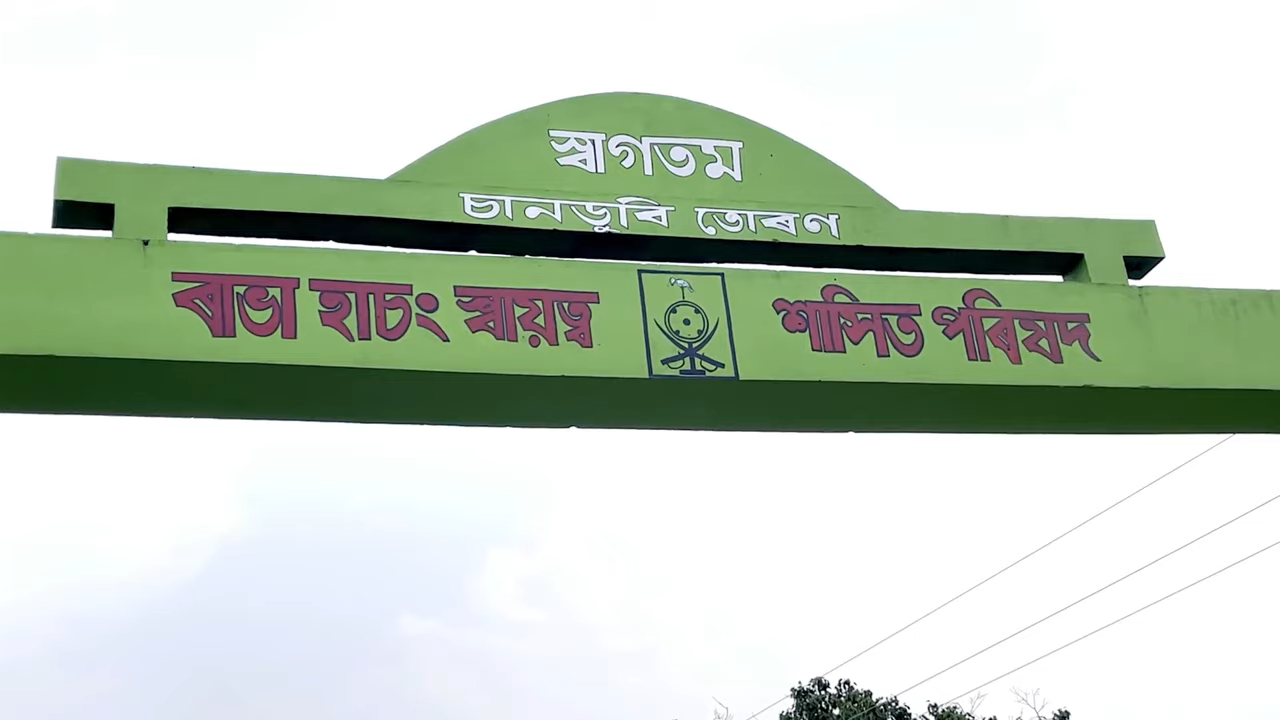 স্বাগতম
চানডুবি তোৰণ
ৰাভা হাচং স্বায়ত্ব শাসিত পৰিষদ